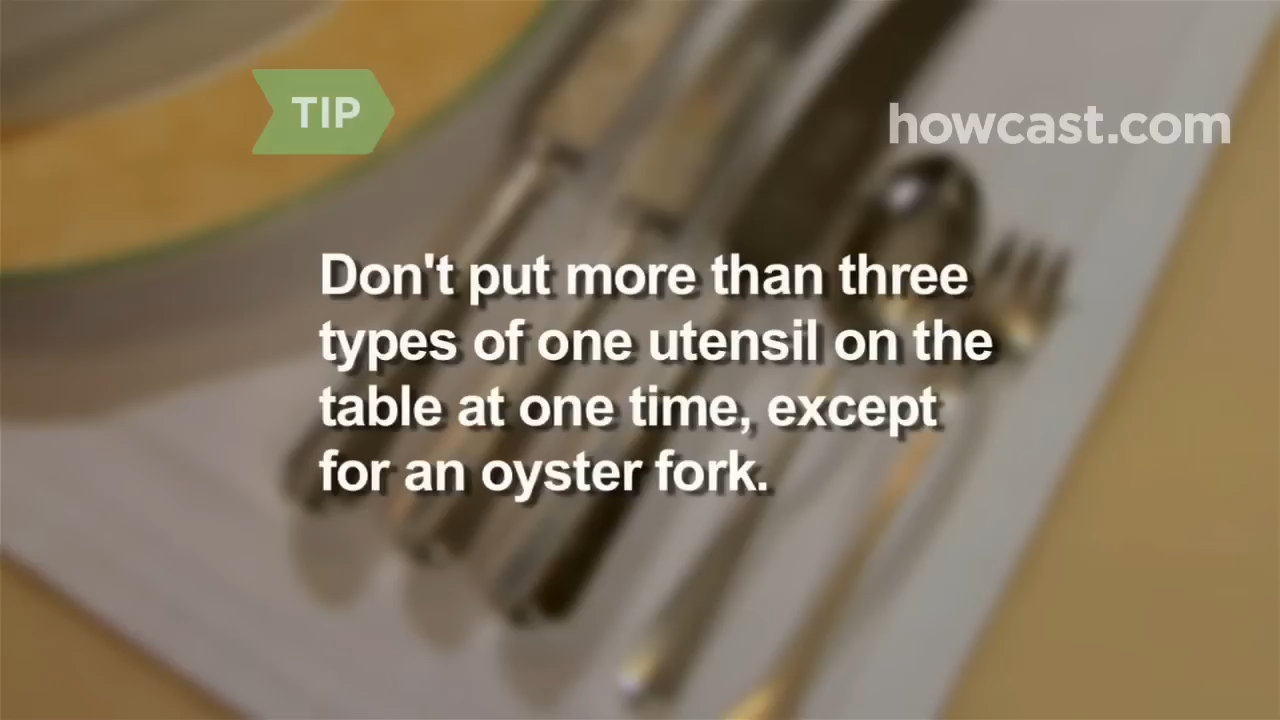 TIP
howcast.com
Don't put more than three
types of one utensil on the
table at one time, except
for an oyster fork.